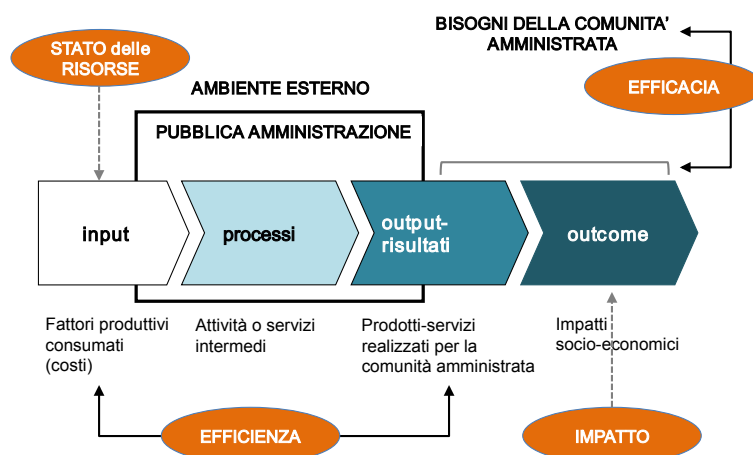 BISOGNI DELLA COMUNITA'
AMMINISTRATA
STATO delle
RISORSE
EFFICACIA
AMBIENTE ESTERNO
PUBBLICA AMMINISTRAZIONE
input
processi
output-
risultati
outcome
Fattori produttivi
consumati
(costi)
Attività o servizi
intermedi
Prodotti-servizi
realizzati per la
comunità amministrata
Impatti
socio-economici
EFFICIENZA
IMPATTO